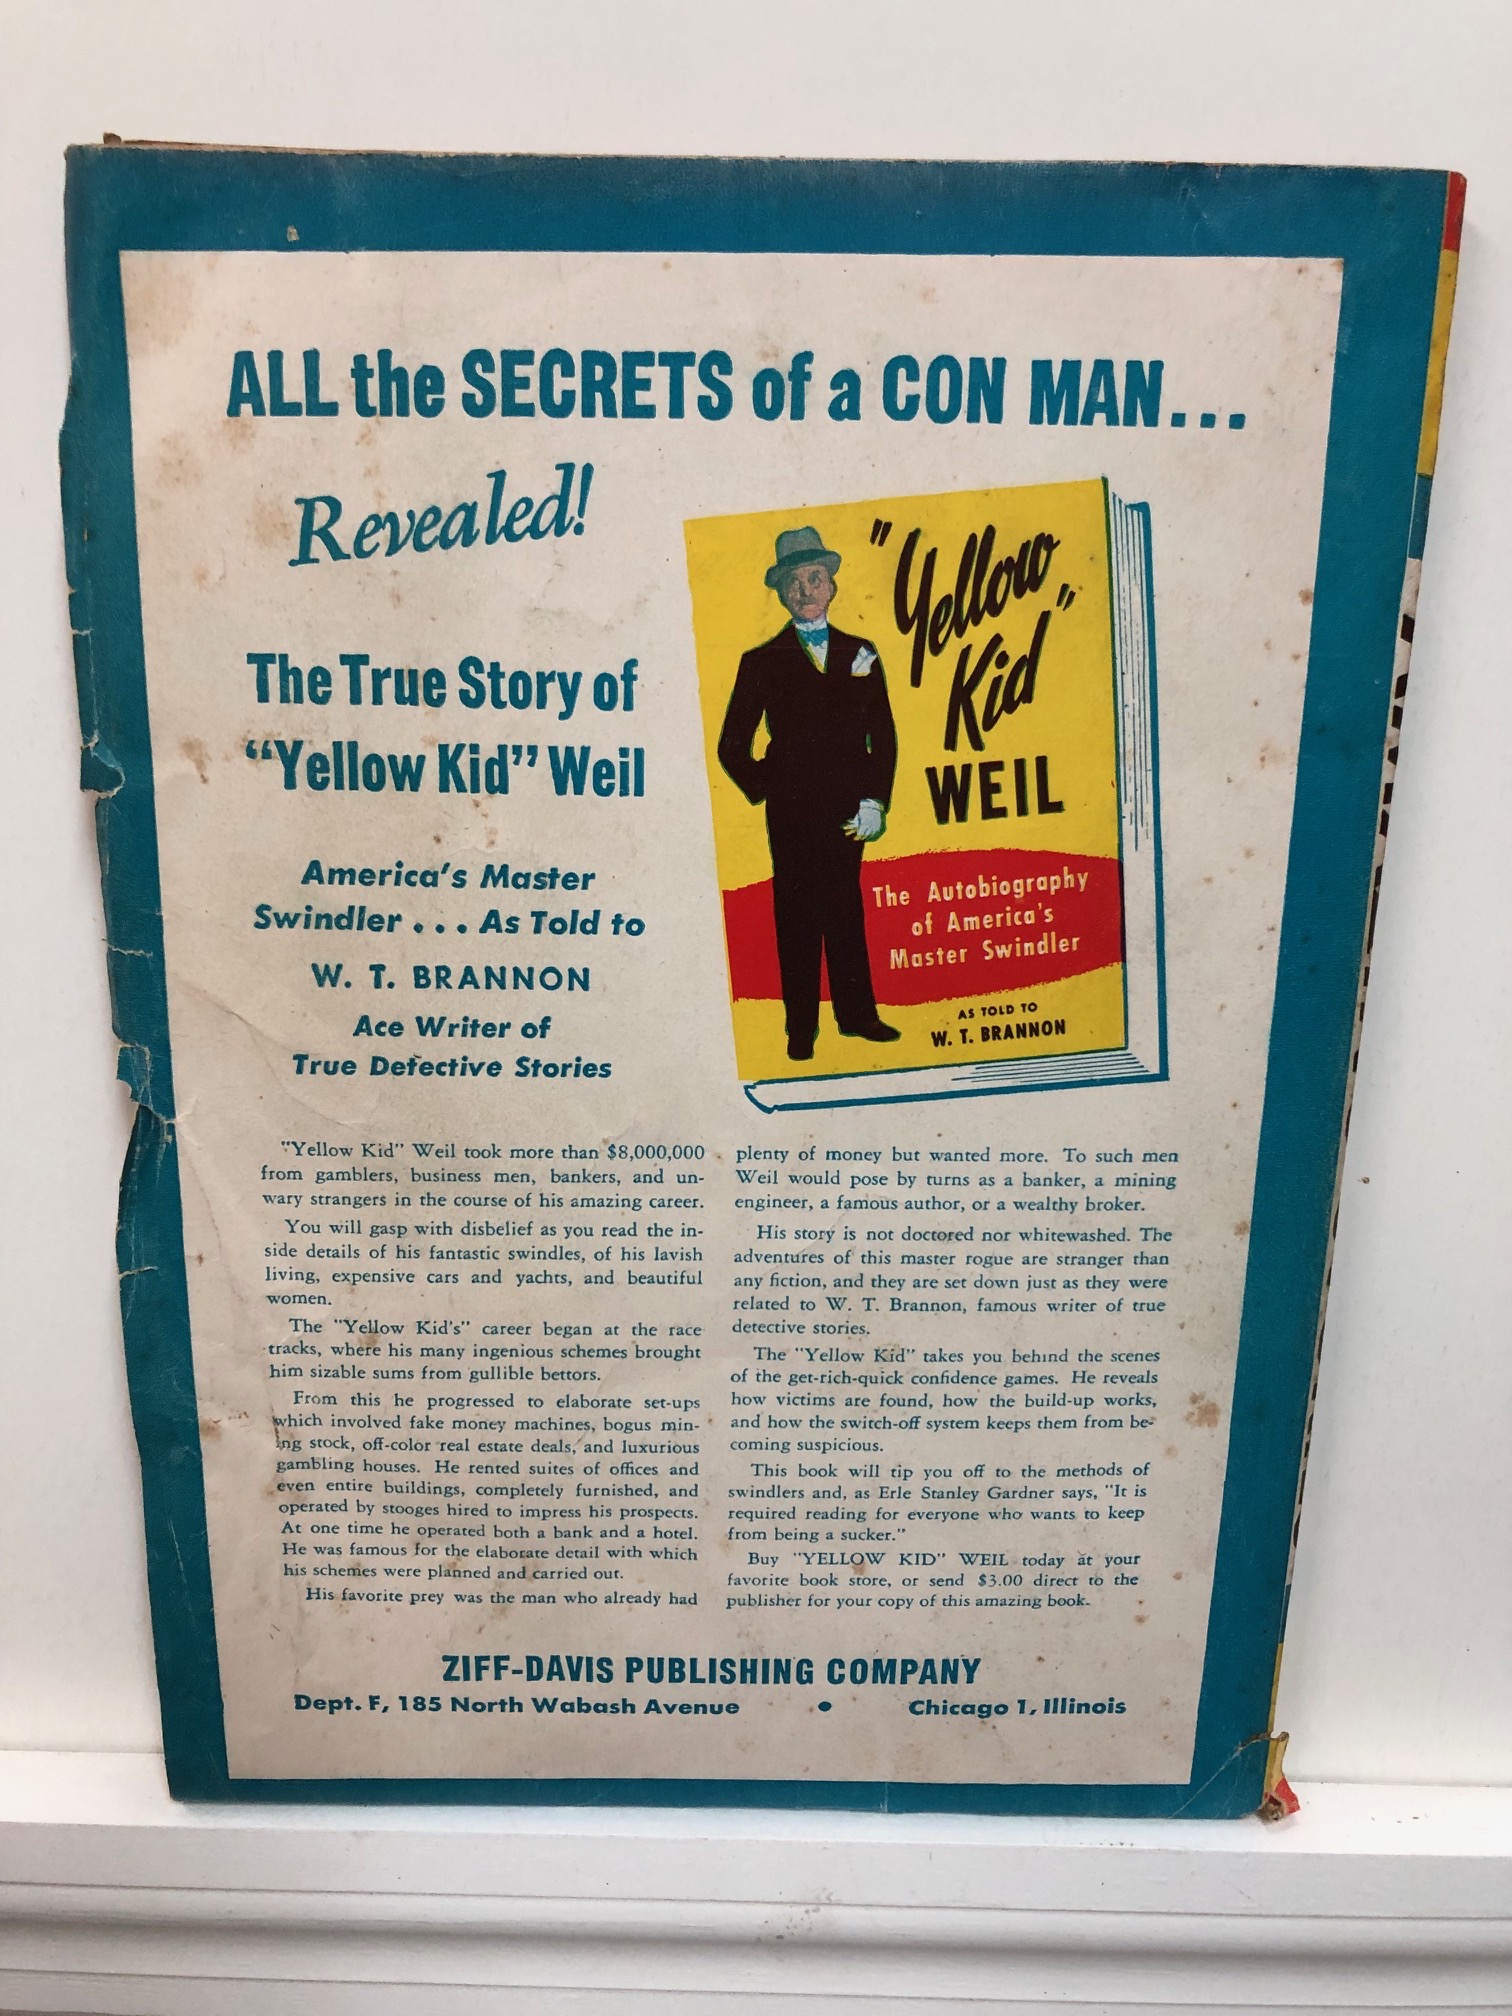 ALL the SECRETS of a CON MAN...
Revealed!
The True Story of
"Yellow Kid" Weil
America's Master
Swindler . . . As Told to
W. T. BRANNON
Ace Writer of
True Detective Stories
"Yellow
Kid"
WEIL
The Autobiography
of America's
Master Swindler
AS TOLD TO
W. T. BRANNON
"Yellow Kid" Weil took more than $8,000,000
from gamblers, business men, bankers, and un-
wary strangers in the course of his amazing career.
You will gasp with disbelief as you read the in-
side details of his fantastic swindles, of his lavish
living, expensive cars and yachts, and beautiful
women.
The "Yellow Kid's" career began at the race
tracks, where his many ingenious schemes brought
him sizable sums from gullible bettors.
From this he progressed to elaborate set-ups
which involved fake money machines, bogus min-
ing stock, off-color real estate deals, and luxurious
gambling houses. He rented suites of offices and
even entire buildings, completely furnished, and
operated by stooges hired to impress his prospects.
At one time he operated both a bank and a hotel.
He was famous for the elaborate detail with which
his schemes were planned and carried out.
His favorite prey was the man who already had
plenty of money but wanted more. To such men
Weil would pose by turns as a banker, a mining
engineer, a famous author, or a wealthy broker.
His story is not doctored nor whitewashed. The
adventures of this master rogue are stranger than
any fiction, and they are set down just as they were
related to W. T. Brannon, famous writer of true
detective stories.
The "Yellow Kid" takes you behind the scenes
of the get-rich-quick confidence games. He reveals
how victims are found, how the build-up works,
and how the switch-off system keeps them from be-
coming suspicious.
This book will tip you off to the methods of
swindlers and, as Erle Stanley Gardner says, "It is
required reading for everyone who wants to keep
from being a sucker."
Buy "YELLOW KID" WEIL today at your
favorite book store, or send $3.00 direct to the
publisher for your copy of this amazing book.
ZIFF-DAVIS PUBLISHING COMPANY
Dept. F, 185 North Wabash Avenue • Chicago 1, Illinois